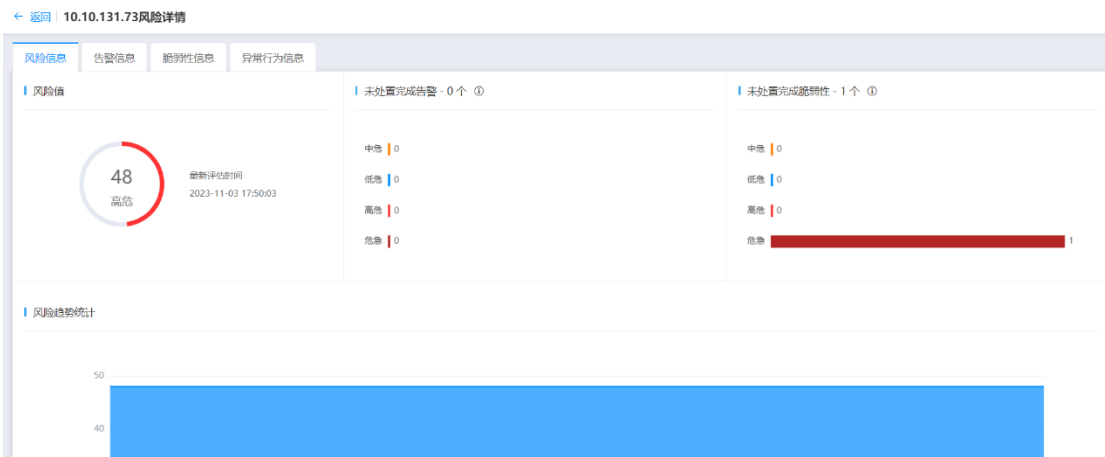 ← 返回 10.10.131.73风险详情
风险信息 告警信息 脆弱性信息 异常行为信息
风险值
48
高危
最新评估时间
2023-11-03 17:50:03
未处置完成告警 - 0 个
中危 0
低危 0
高危 0
危急 0
未处置完成脆弱性 - 1 个
中危 0
低危 0
高危 0
危急 1
风险趋势统计
50
40